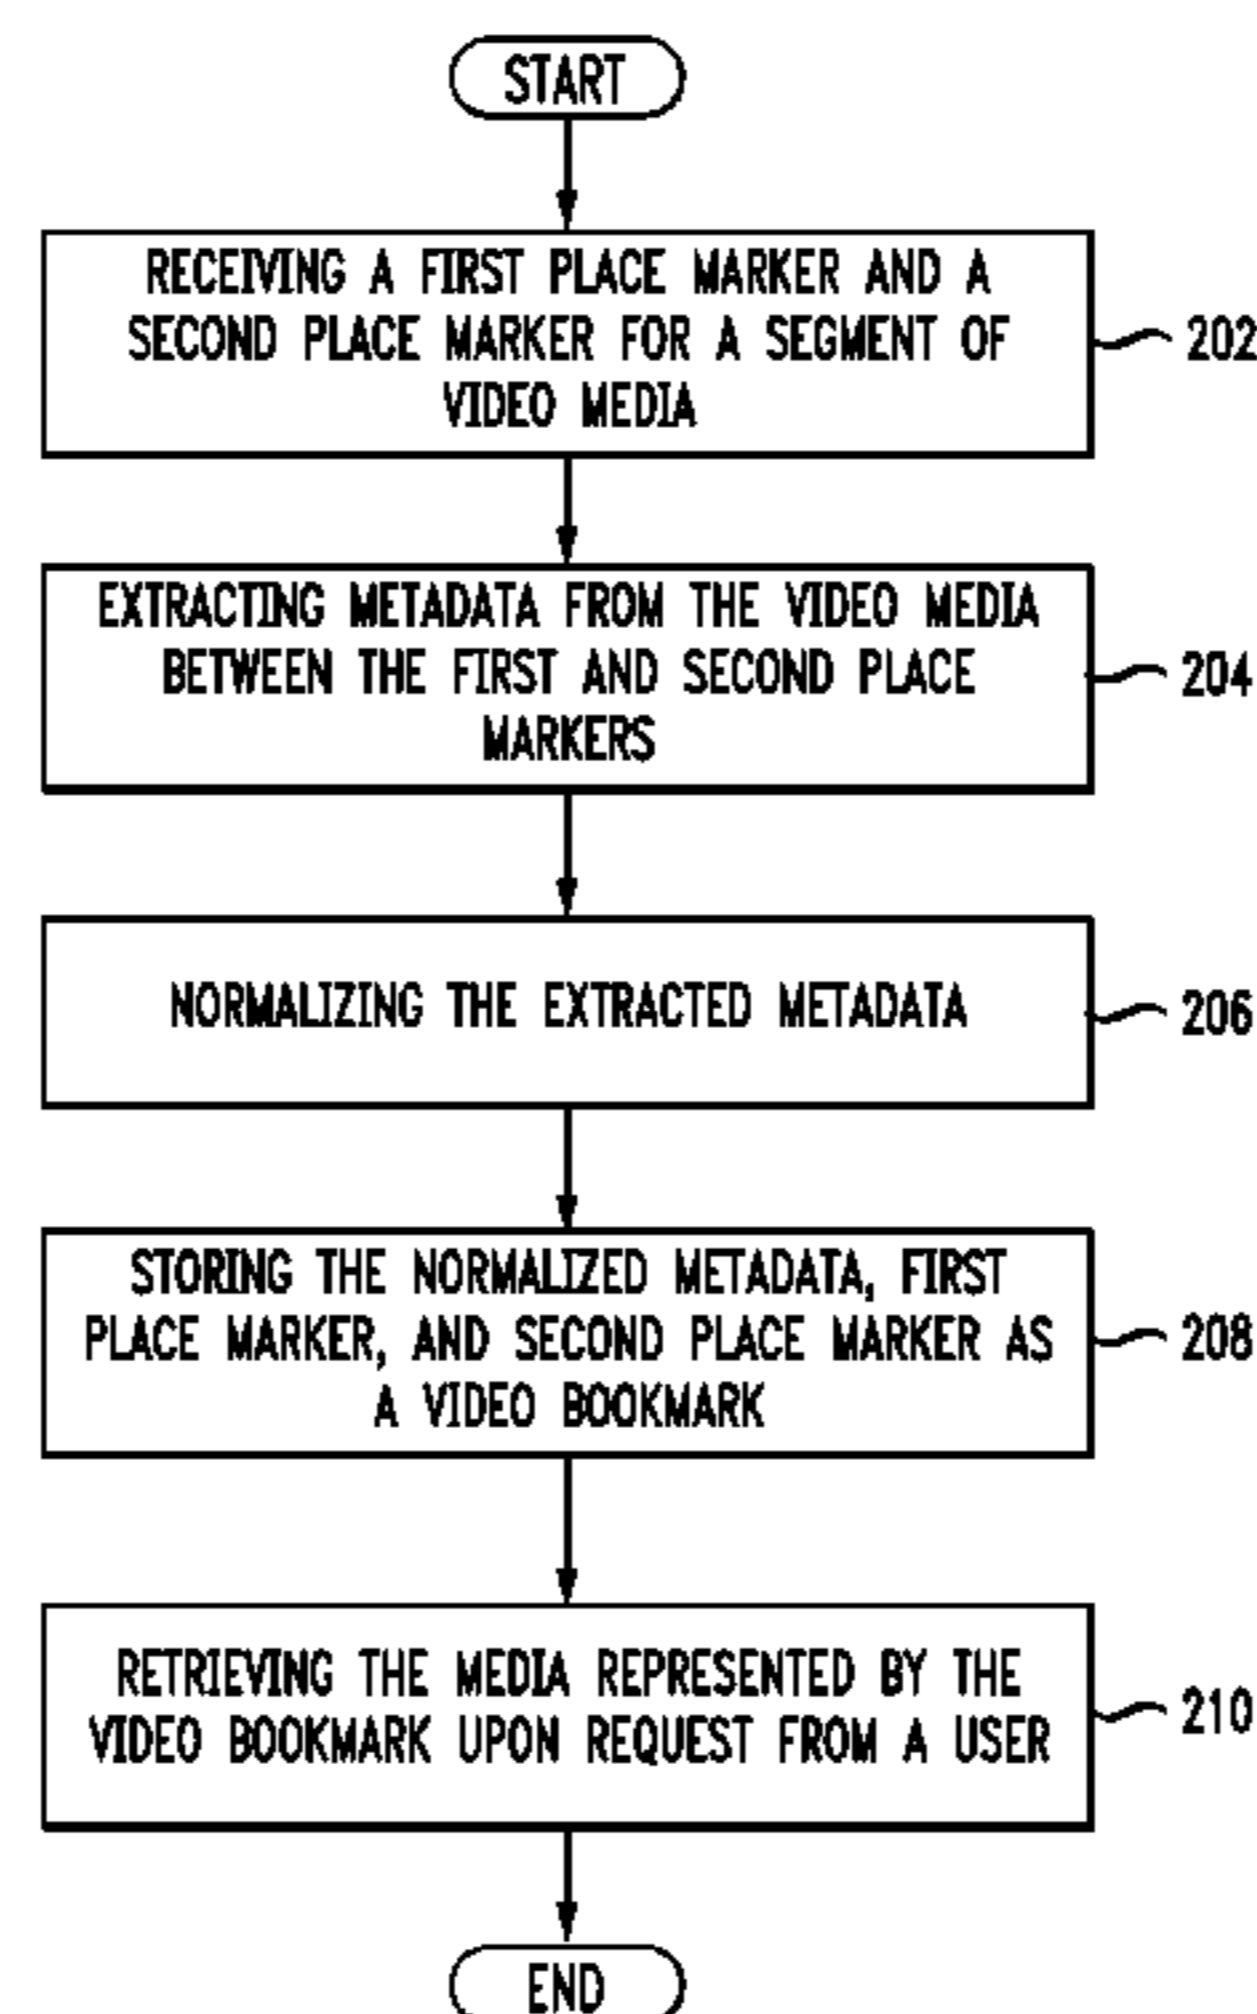 START
RECEIVING A FIRST PLACE MARKER AND A
SECOND PLACE MARKER FOR A SEGMENT OF
VIDEO MEDIA
202
EXTRACTING METADATA FROM THE VIDEO MEDIA
BETWEEN THE FIRST AND SECOND PLACE
MARKERS
204
NORMALIZING THE EXTRACTED METADATA
206
STORING THE NORMALIZED METADATA, FIRST
PLACE MARKER, AND SECOND PLACE MARKER AS
A VIDEO BOOKMARK
208
RETRIEVING THE MEDIA REPRESENTED BY THE
VIDEO BOOKMARK UPON REQUEST FROM A USER
210
END